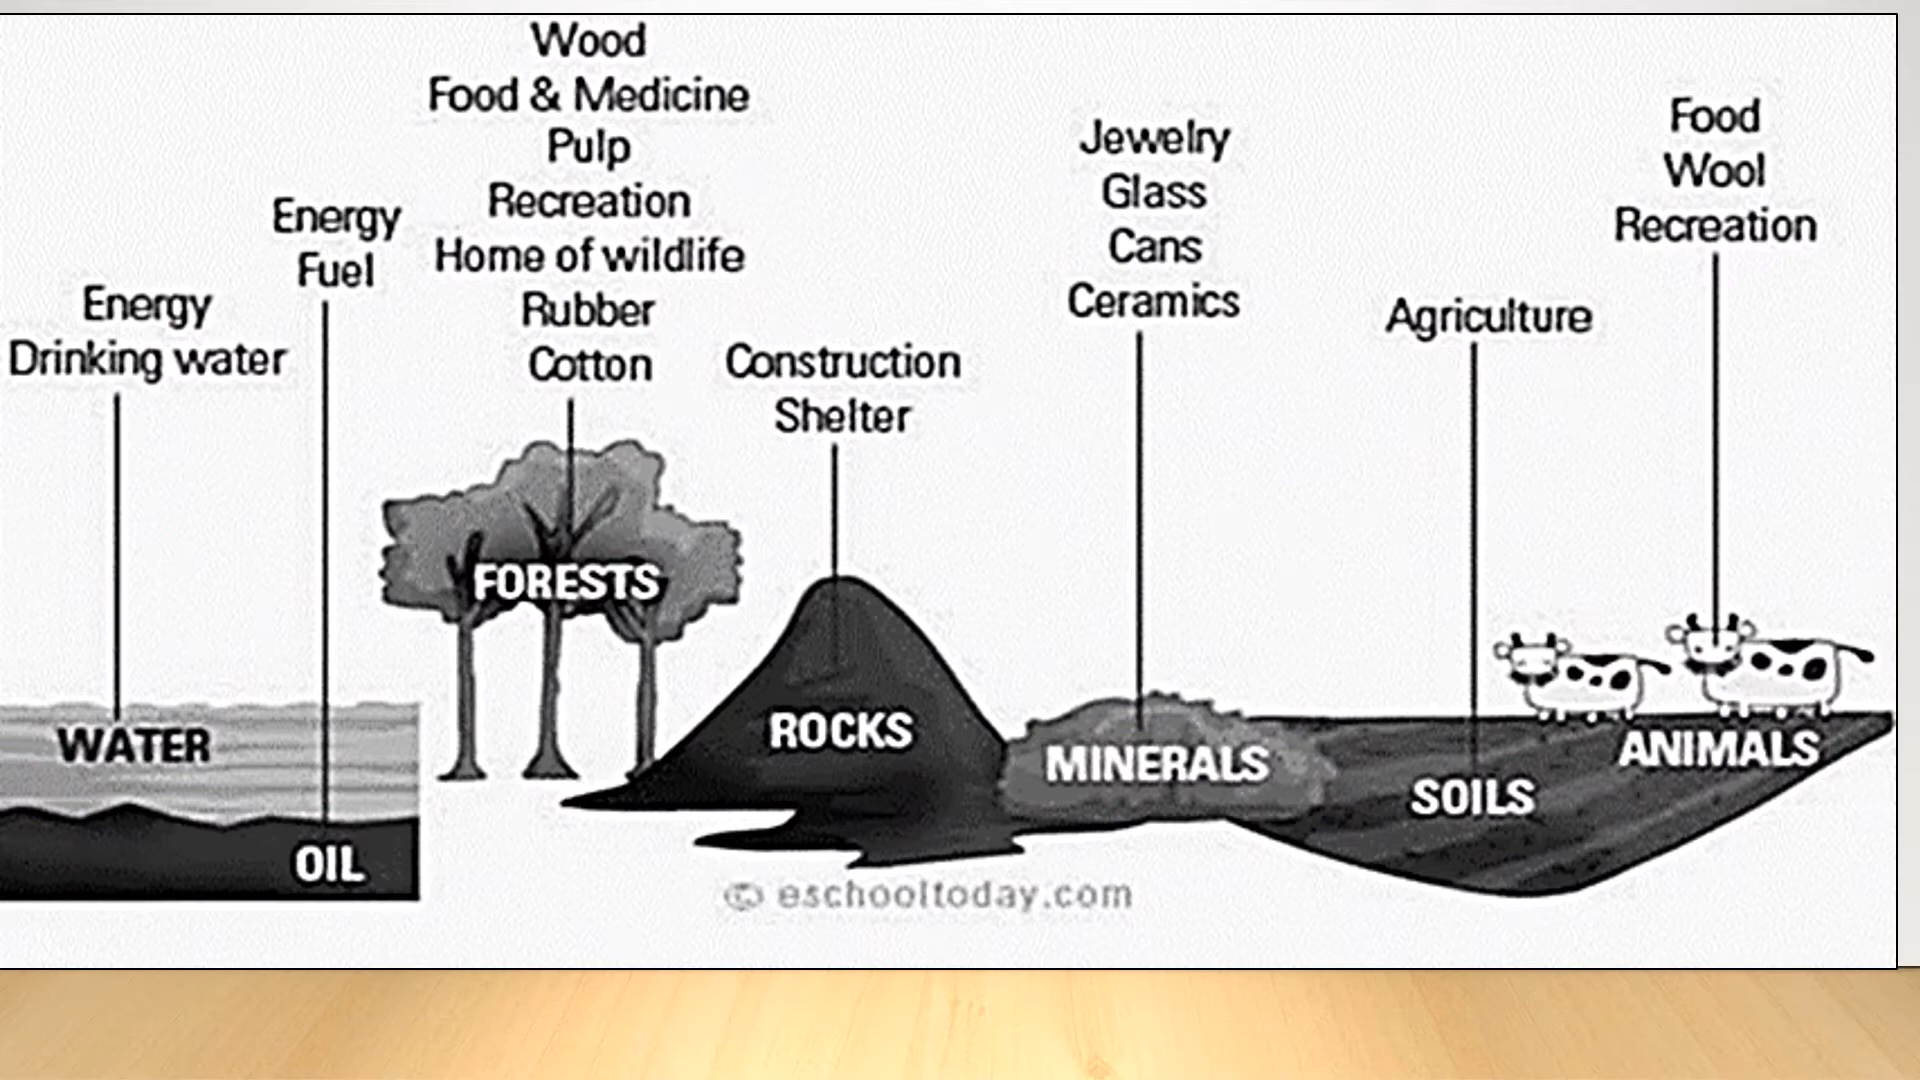 Energy
Drinking water
WATER
Energy
Fuel
OIL
Wood
Food & Medicine
Pulp
Recreation
Home of wildlife
Rubber
Cotton
FORESTS
Construction
Shelter
ROCKS
Jewelry
Glass
Cans
Ceramics
MINERALS
Agriculture
SOILS
Food
Wool
Recreation
ANIMALS
© eschooltoday.com